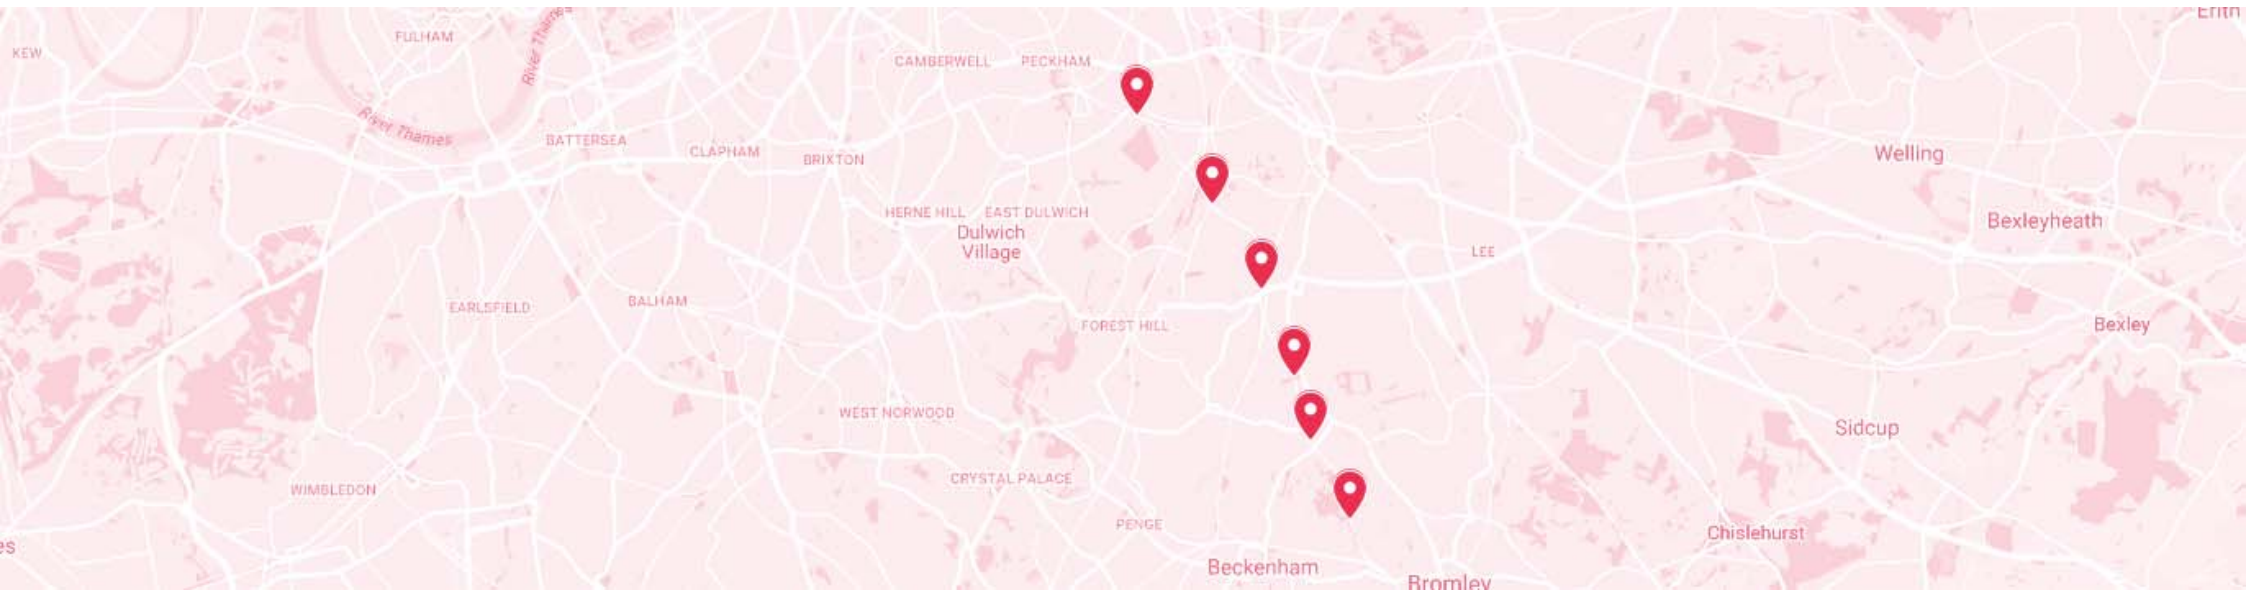 Erith
KEW
FULHAM
River Thames
CAMBERWELL
PECKHAM
River Thames
BATTERSEA
CLAPHAM
BRIXTON
Welling
HERNE HILL
EAST DULWICH
Dulwich
Village
Bexleyheath
LEE
EARLSFIELD
BALHAM
FOREST HILL
Bexley
WEST NORWOOD
Sidcup
CRYSTAL PALACE
WIMBLEDON
PENGE
Chislehurst
es
Beckenham
Bromley